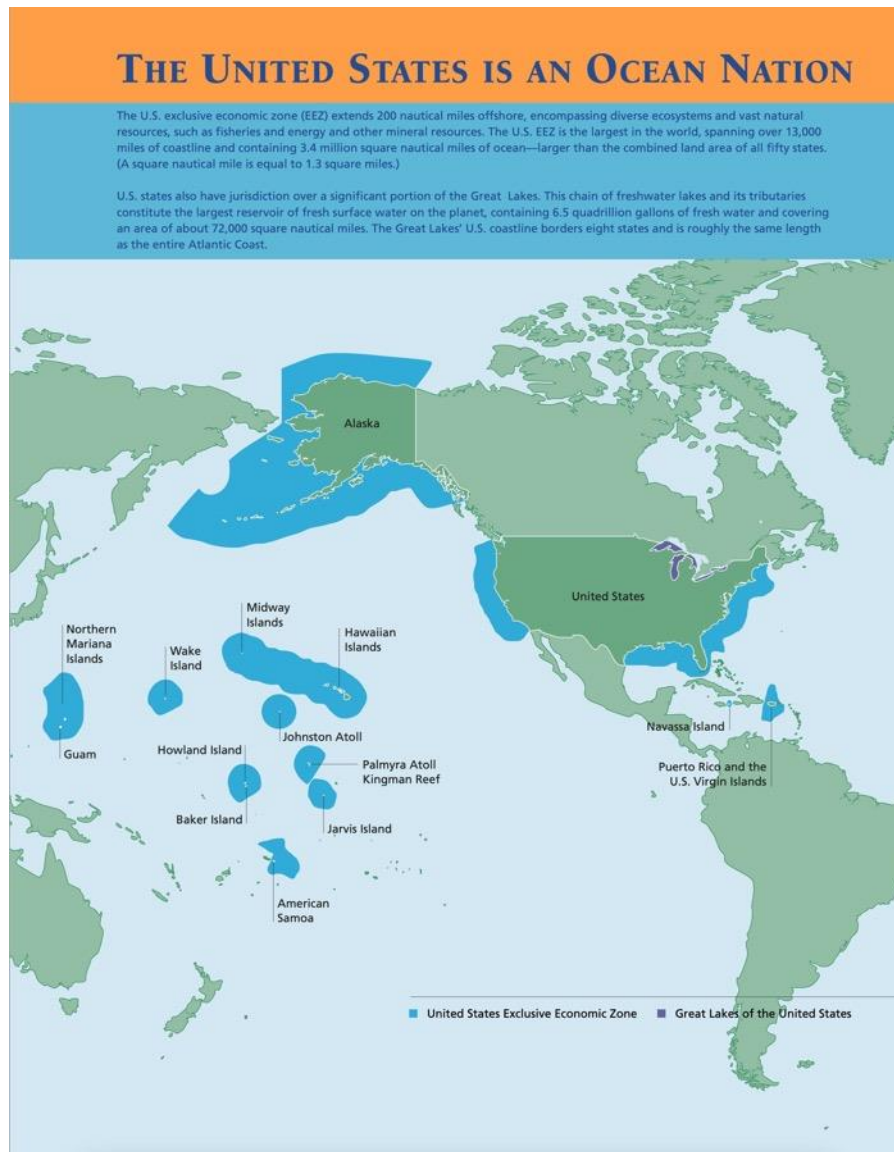 THE UNITED STATES IS AN OCEAN NATION
The U.S. exclusive economic zone (EEZ) extends 200 nautical miles offshore, encompassing diverse ecosystems and vast natural
resources, such as fisheries and energy and other mineral resources. The U.S. EEZ is the largest in the world, spanning over 13,000
miles of coastline and containing 3.4 million square nautical miles of ocean—larger than the combined land area of all fifty states.
(A square nautical mile is equal to 1.3 square miles.)
U.S. states also have jurisdiction over a significant portion of the Great Lakes. This chain of freshwater lakes and its tributaries
constitute the largest reservoir of fresh surface water on the planet, containing 6.5 quadrillion gallons of fresh water and covering
an area of about 72,000 square nautical miles. The Great Lakes' U.S. coastline borders eight states and is roughly the same length
as the entire Atlantic Coast.
Alaska
United States
Midway
Islands
Northern
Mariana
Islands
Wake
Island
Hawaiian
Islands
Navassa Island
Johnston Atoll
Howland Island
Guam
Palmyra Atoll
Kingman Reef
Puerto Rico and the
U.S. Virgin Islands
Baker Island
Jarvis Island
American
Samoa
United States Exclusive Economic Zone
Great Lakes of the United States